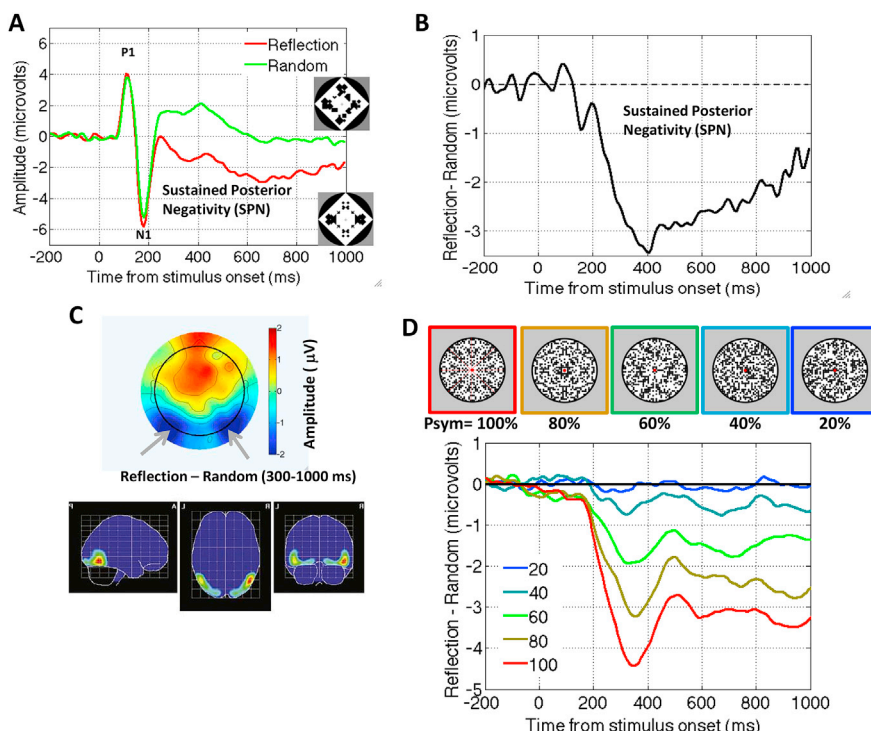 A
Amplitude (microvolts)
6
4
2
0
-2
-4
-6
P1
N1
Reflection
Random
Sustained Posterior
Negativity (SPN)
-200 0 200 400 600 800 1000
Time from stimulus onset (ms)
B
Reflection- Random (microvolts)
1
0
-1
-2
-3
Sustained Posterior
Negativity (SPN)
-200 0 200 400 600 800 1000
Time from stimulus onset (ms)
C
2
1
0
-1
-2
Amplitude ( μV)
Reflection – Random (300-1000 ms)
P A L R L R
D
Psym= 100% 80% 60% 40% 20%
Reflection - Random (microvolts)
1
0
-1
-2
-3
-4
-5
20
40
60
80
100
-200 0 200 400 600 800 1000
Time from stimulus onset (ms)